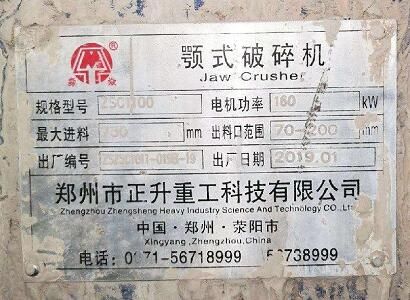 鼎盛
®
颚式破碎机
Jaw Crusher
规格型号 ZSC1100 电机功率 160 kW
最大进料 750 mm 出料口范围 70-200 mm
出厂编号 出厂日期 2019.01
郑州市正升重工科技有限公司
Zhengzhou Zhengsheng Heavy Industry Science And Technology CO.,Ltd
中国·郑州·荥阳市
Xingyang ,Zhengzhou,China
电话: 0371-56718999 56738999